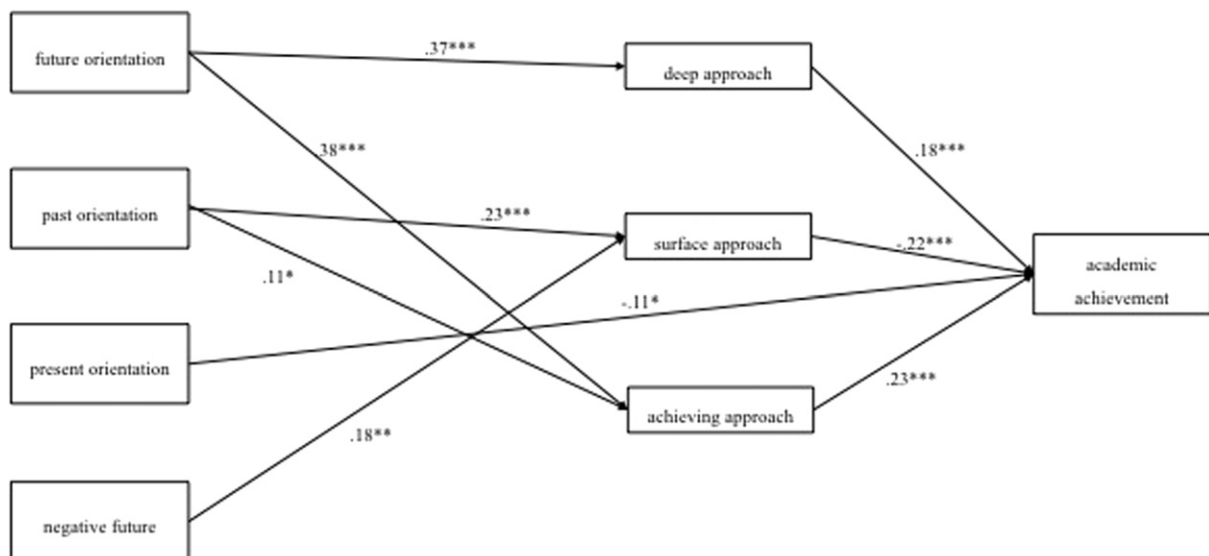 future orientation
.37***
deep approach
.38***
.18***
past orientation
.23***
surface approach
-.22***
academic
achievement
.11*
-.11*
present orientation
.23***
achieving approach
.18**
negative future